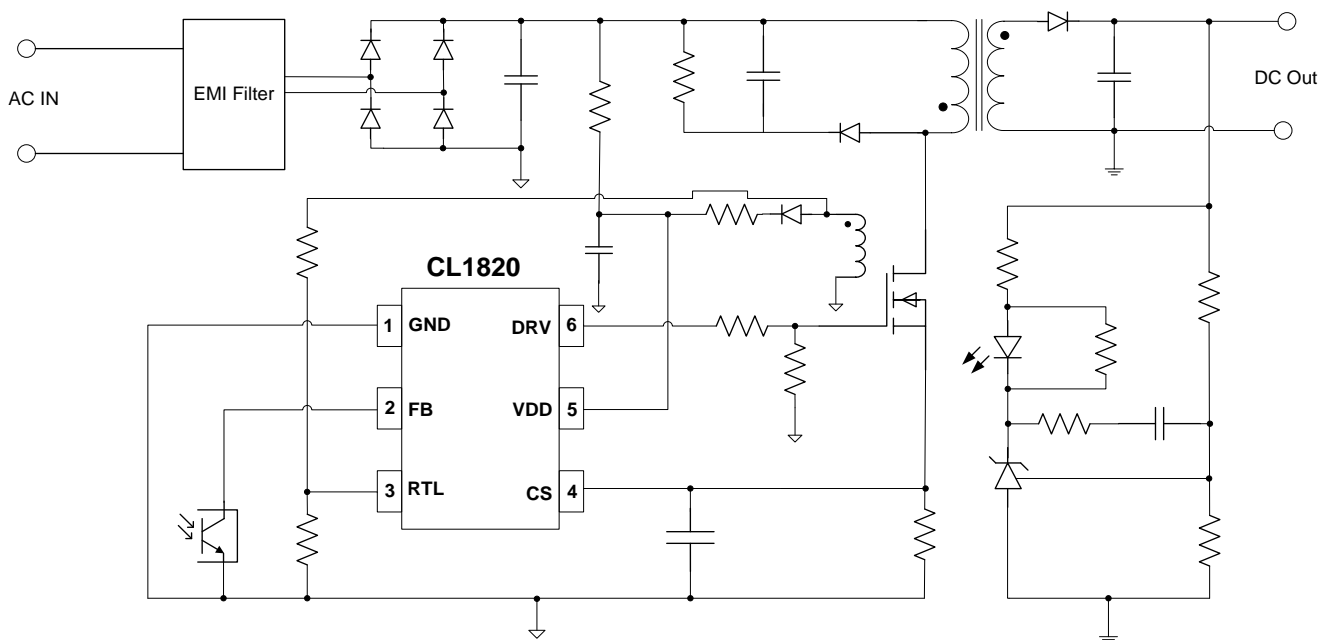 AC IN
EMI Filter
DC Out
CL1820
1 GND
DRV 6
2 FB
VDD 5
3 RTL
CS 4